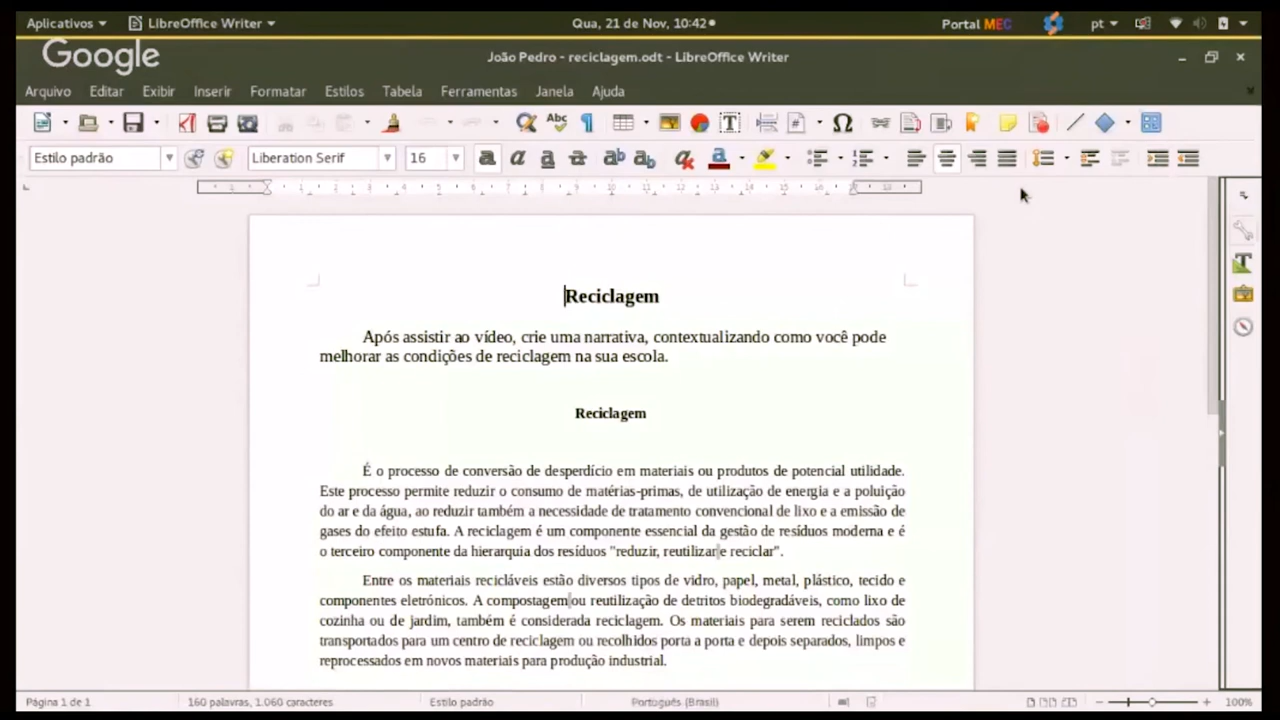 Aplicativos LibreOffice Writer Qua, 21 de Nov, 10:42 Portal MEC pt
Google
João Pedro - reciclagem.odt - LibreOffice Writer
Arquivo Editar Exibir Inserir Formatar Estilos Tabela Ferramentas Janela Ajuda
Estilo padrão Liberation Serif 16
Reciclagem
Após assistir ao vídeo, crie uma narrativa, contextualizando como você pode
melhorar as condições de reciclagem na sua escola.
Reciclagem
É o processo de conversão de desperdício em materiais ou produtos de potencial utilidade.
Este processo permite reduzir o consumo de matérias-primas, de utilização de energia e a poluição
do ar e da água, ao reduzir também a necessidade de tratamento convencional de lixo e a emissão de
gases do efeito estufa. A reciclagem é um componente essencial da gestão de resíduos moderna e é
o terceiro componente da hierarquia dos resíduos "reduzir, reutilizar e reciclar".
Entre os materiais recicláveis estão diversos tipos de vidro, papel, metal, plástico, tecido e
componentes eletrónicos. A compostagem ou reutilização de detritos biodegradáveis, como lixo de
cozinha ou de jardim, também é considerada reciclagem. Os materiais para serem reciclados são
transportados para um centro de reciclagem ou recolhidos porta a porta e depois separados, limpos e
reprocessados em novos materiais para produção industrial.
Página 1 de 1 160 palavras, 1.060 caracteres Estilo padrão Português (Brasil) 100%